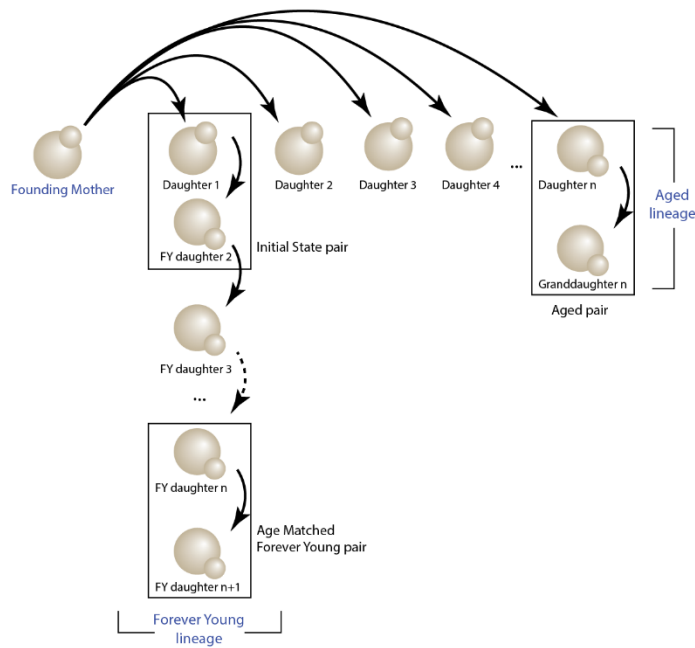 Founding Mother
Daughter 1
Daughter 2
Daughter 3
Daughter 4
...
Daughter n
Aged
lineage
FY daughter 2
Initial State pair
Granddaughter n
Aged pair
FY daughter 3
...
FY daughter n
Age Matched
Forever Young pair
FY daughter n+1
Forever Young
lineage